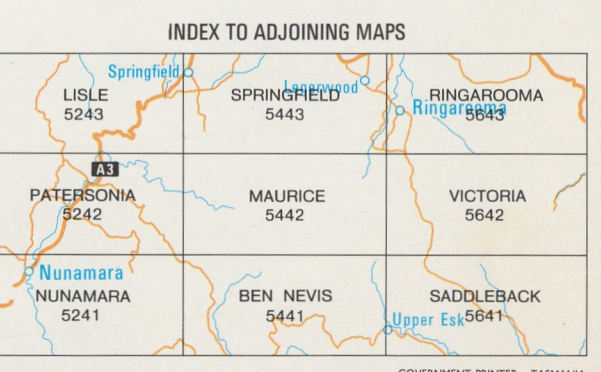 INDEX TO ADJOINING MAPS
Springfield
Legerwood
LISLE
5243
SPRINGFIELD
5443
RINGAROOMA
5643
Ringarooma
A3
PATERSONIA
5242
MAURICE
5442
VICTORIA
5642
Nunamara
NUNAMARA
5241
BEN NEVIS
5441
SADDLEBACK
5641
Upper Esk
GOVERNMENT PRINTER TASMANIA